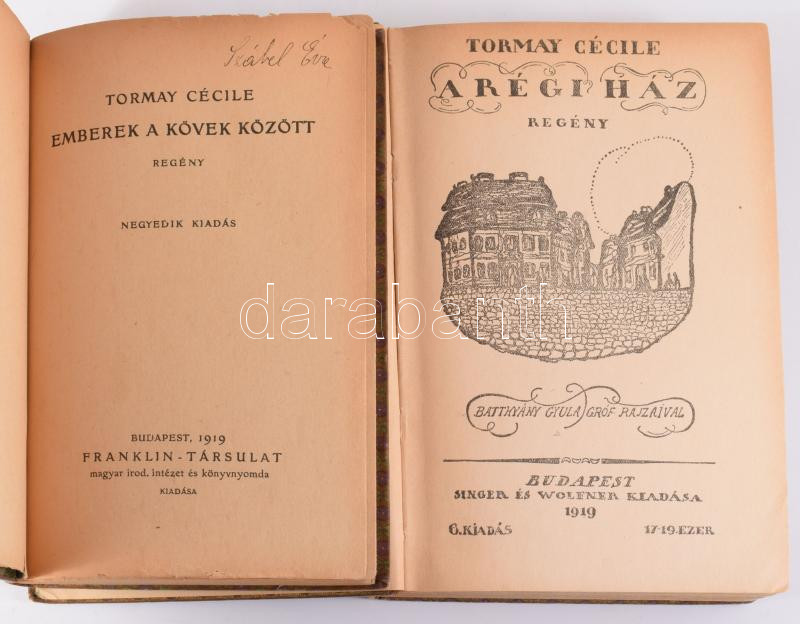 Szábel Éva
TORMAY CÉCILE
EMBEREK A KÖVEK KÖZÖTT
REGÉNY
NEGYEDIK KIADÁS
BUDAPEST, 1919
FRANKLIN-TÁRSULAT
magyar irod. intézet és könyvnyomda
KIADÁSA
TORMAY CÉCILE
A RÉGI HÁZ
REGÉNY
BATTHYÁNY GYULA GRÓF RAJZAIVAL
BUDAPEST
SINGER ÉS WOLFNER KIADÁSA
1919
6. KIADÁS 17-19. EZER
darabanth